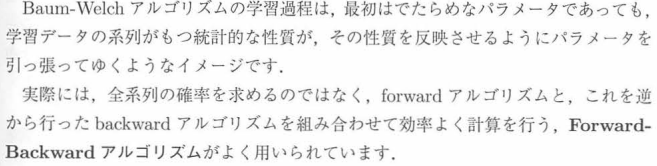 Baum-Welch アルゴリズムの学習過程は，最初はでたらめなパラメータであっても，
学習データの系列がもつ統計的な性質が，その性質を反映させるようにパラメータを
引っ張ってゆくようなイメージです．
実際には，全系列の確率を求めるのではなく，forward アルゴリズムと，これを逆
から行った backward アルゴリズムを組み合わせて効率よく計算を行う，Forward-
Backward アルゴリズムがよく用いられています．